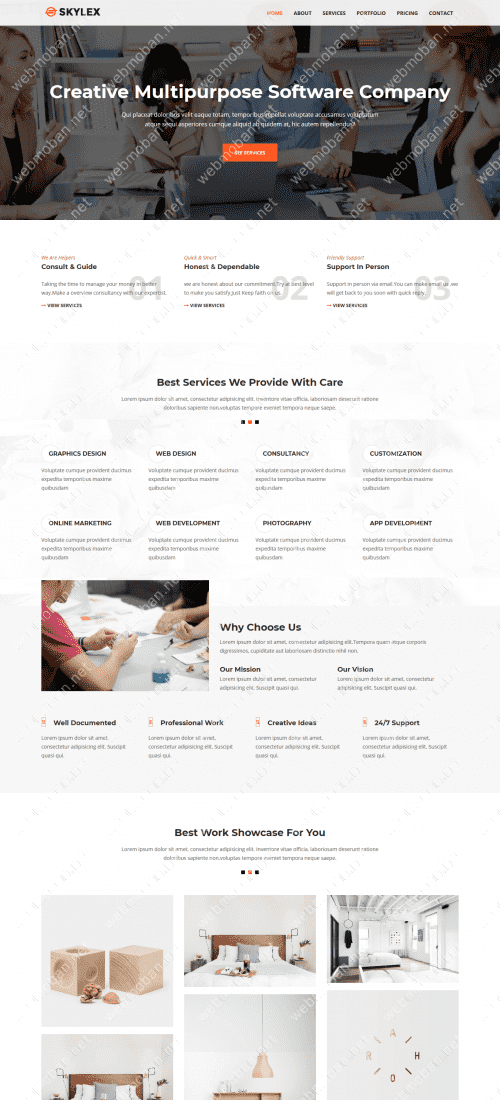 SKYLEX
HOME ABOUT SERVICES PORTFOLIO PRICING CONTACT
Creative Multipurpose Software Company
Qui placeat doloribus velit eaque totam, temporibus repellat voluptate accusamus voluptatum
atque sequi asperiores cumque aliquid ab quidem at, hic autem repellendus?
SEE SERVICES
We Are Helpers
Consult & Guide
01
Taking the time to manage your money in better
way.Make a overview consultancy with our expertist.
→ VIEW SERVICES
Quick & Smart
Honest & Dependable
02
we are honest about our commitment.Try at best level
to make you satisfy.Just Keep faith on us.
→ VIEW SERVICES
Friendly Support
Support In Person
03
Support in person via email.You can make email us ,we
will get back to you soon with quick reply.
→ VIEW SERVICES
Best Services We Provide With Care
Lorem ipsum dolor sit amet, consectetur adipisicing elit. Inventore vitae officia, laboriosam deserunt ratione
doloribus sapiente non,voluptas tempore eveniet tempora neque saepe.
GRAPHICS DESIGN
Voluptate cumque provident ducimus
expedita temporibus maxime
quibusdam
WEB DESIGN
Voluptate cumque provident ducimus
expedita temporibus maxime
quibusdam
CONSULTANCY
Voluptate cumque provident ducimus
expedita temporibus maxime
quibusdam
CUSTOMIZATION
Voluptate cumque provident ducimus
expedita temporibus maxime
quibusdam
ONLINE MARKETING
Voluptate cumque provident ducimus
expedita temporibus maxime
quibusdam
WEB DEVELOPMENT
Voluptate cumque provident ducimus
expedita temporibus maxime
quibusdam
PHOTOGRAPHY
Voluptate cumque provident ducimus
expedita temporibus maxime
quibusdam
APP DEVELOPMENT
Voluptate cumque provident ducimus
expedita temporibus maxime
quibusdam
Why Choose Us
Lorem ipsum dolor sit amet, consectetur adipisicing elit.Tempora quam itque corporis
dignissimos, cupiditate aut laboriosam distinctio nihil non.
Our Mission
Lorem ipsum dolor sit amet, consectetur
adipisicing elit. Suscipit quasi qui.
Our Vision
Lorem ipsum dolor sit amet, consectetur
adipisicing elit. Suscipit quasi qui.
Well Documented
Lorem ipsum dolor sit amet,
consectetur adipisicing elit. Suscipit
quasi qui.
Professional Work
Lorem ipsum dolor sit amet,
consectetur adipisicing elit. Suscipit
quasi qui.
Creative Ideas
Lorem ipsum dolor sit amet,
consectetur adipisicing elit. Suscipit
quasi qui.
24/7 Support
Lorem ipsum dolor sit amet,
consectetur adipisicing elit. Suscipit
quasi qui.
Best Work Showcase For You
Lorem ipsum dolor sit amet, consectetur adipisicing elit. Inventore vitae officia, laboriosam deserunt ratione
doloribus sapiente non,voluptas tempore eveniet tempora neque saepe.
A
R H
O
webmoban.net